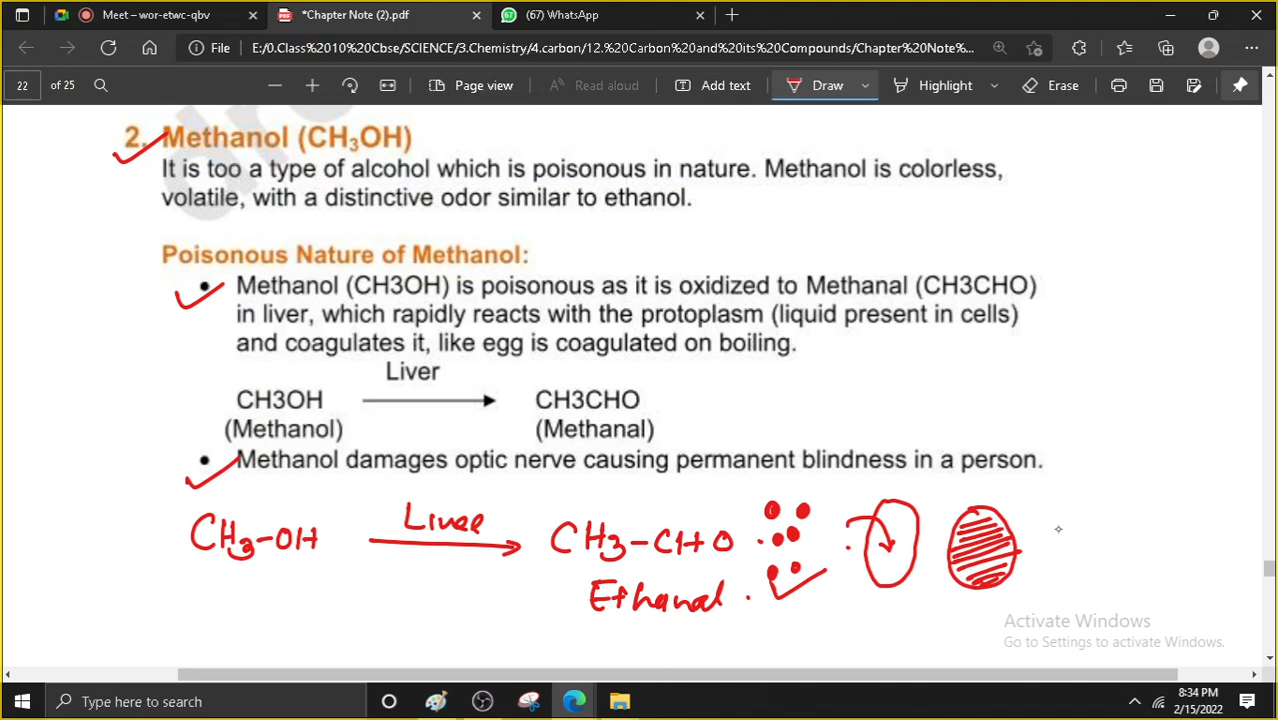 Meet – wor-etwc-qbv
*Chapter Note (2).pdf
(67) WhatsApp
File
E:/0.Class%2010%20Cbse/SCIENCE/3.Chemistry/4.carbon/12.%20Carbon%20and%20its%20Compounds/Chapter%20Note%...
22 of 25
Page view
Read aloud
Add text
Draw
Highlight
Erase
2. Methanol (CH3OH)
It is too a type of alcohol which is poisonous in nature. Methanol is colorless,
volatile, with a distinctive odor similar to ethanol.
Poisonous Nature of Methanol:
• Methanol (CH3OH) is poisonous as it is oxidized to Methanal (CH3CHO)
in liver, which rapidly reacts with the protoplasm (liquid present in cells)
and coagulates it, like egg is coagulated on boiling.
Liver
CH3OH CH3CHO
(Methanol) (Methanal)
• Methanol damages optic nerve causing permanent blindness in a person.
CH3-OH Liver CH3-CHO
Ethanal
Activate Windows
Go to Settings to activate Windows.
Type here to search
8:34 PM
2/15/2022